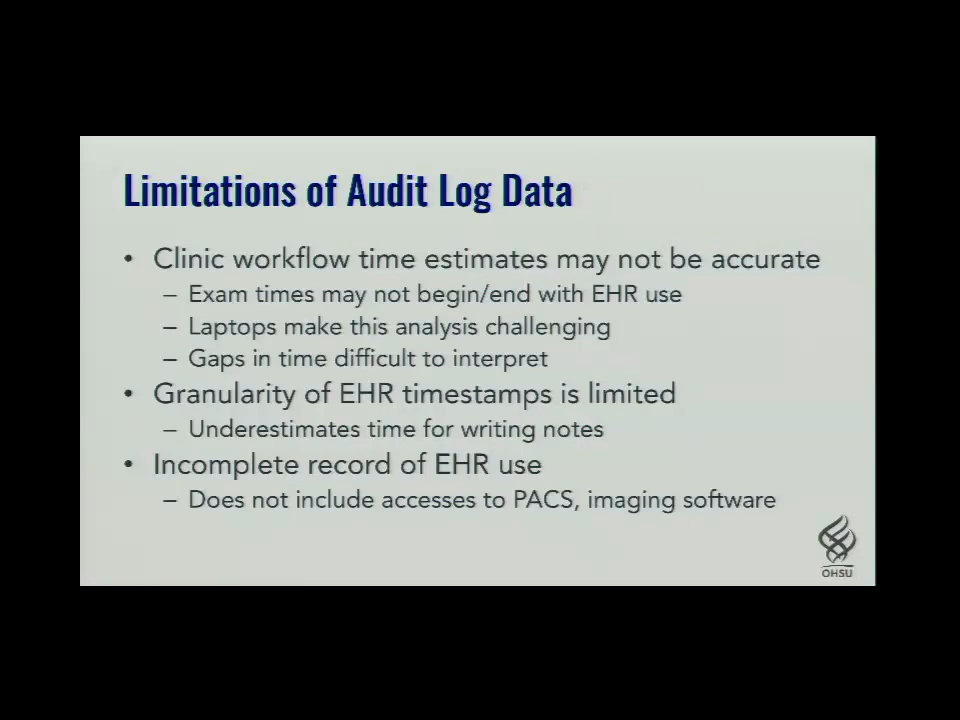 Limitations of Audit Log Data
• Clinic workflow time estimates may not be accurate
– Exam times may not begin/end with EHR use
– Laptops make this analysis challenging
– Gaps in time difficult to interpret
• Granularity of EHR timestamps is limited
– Underestimates time for writing notes
• Incomplete record of EHR use
– Does not include accesses to PACS, imaging software
OHSU